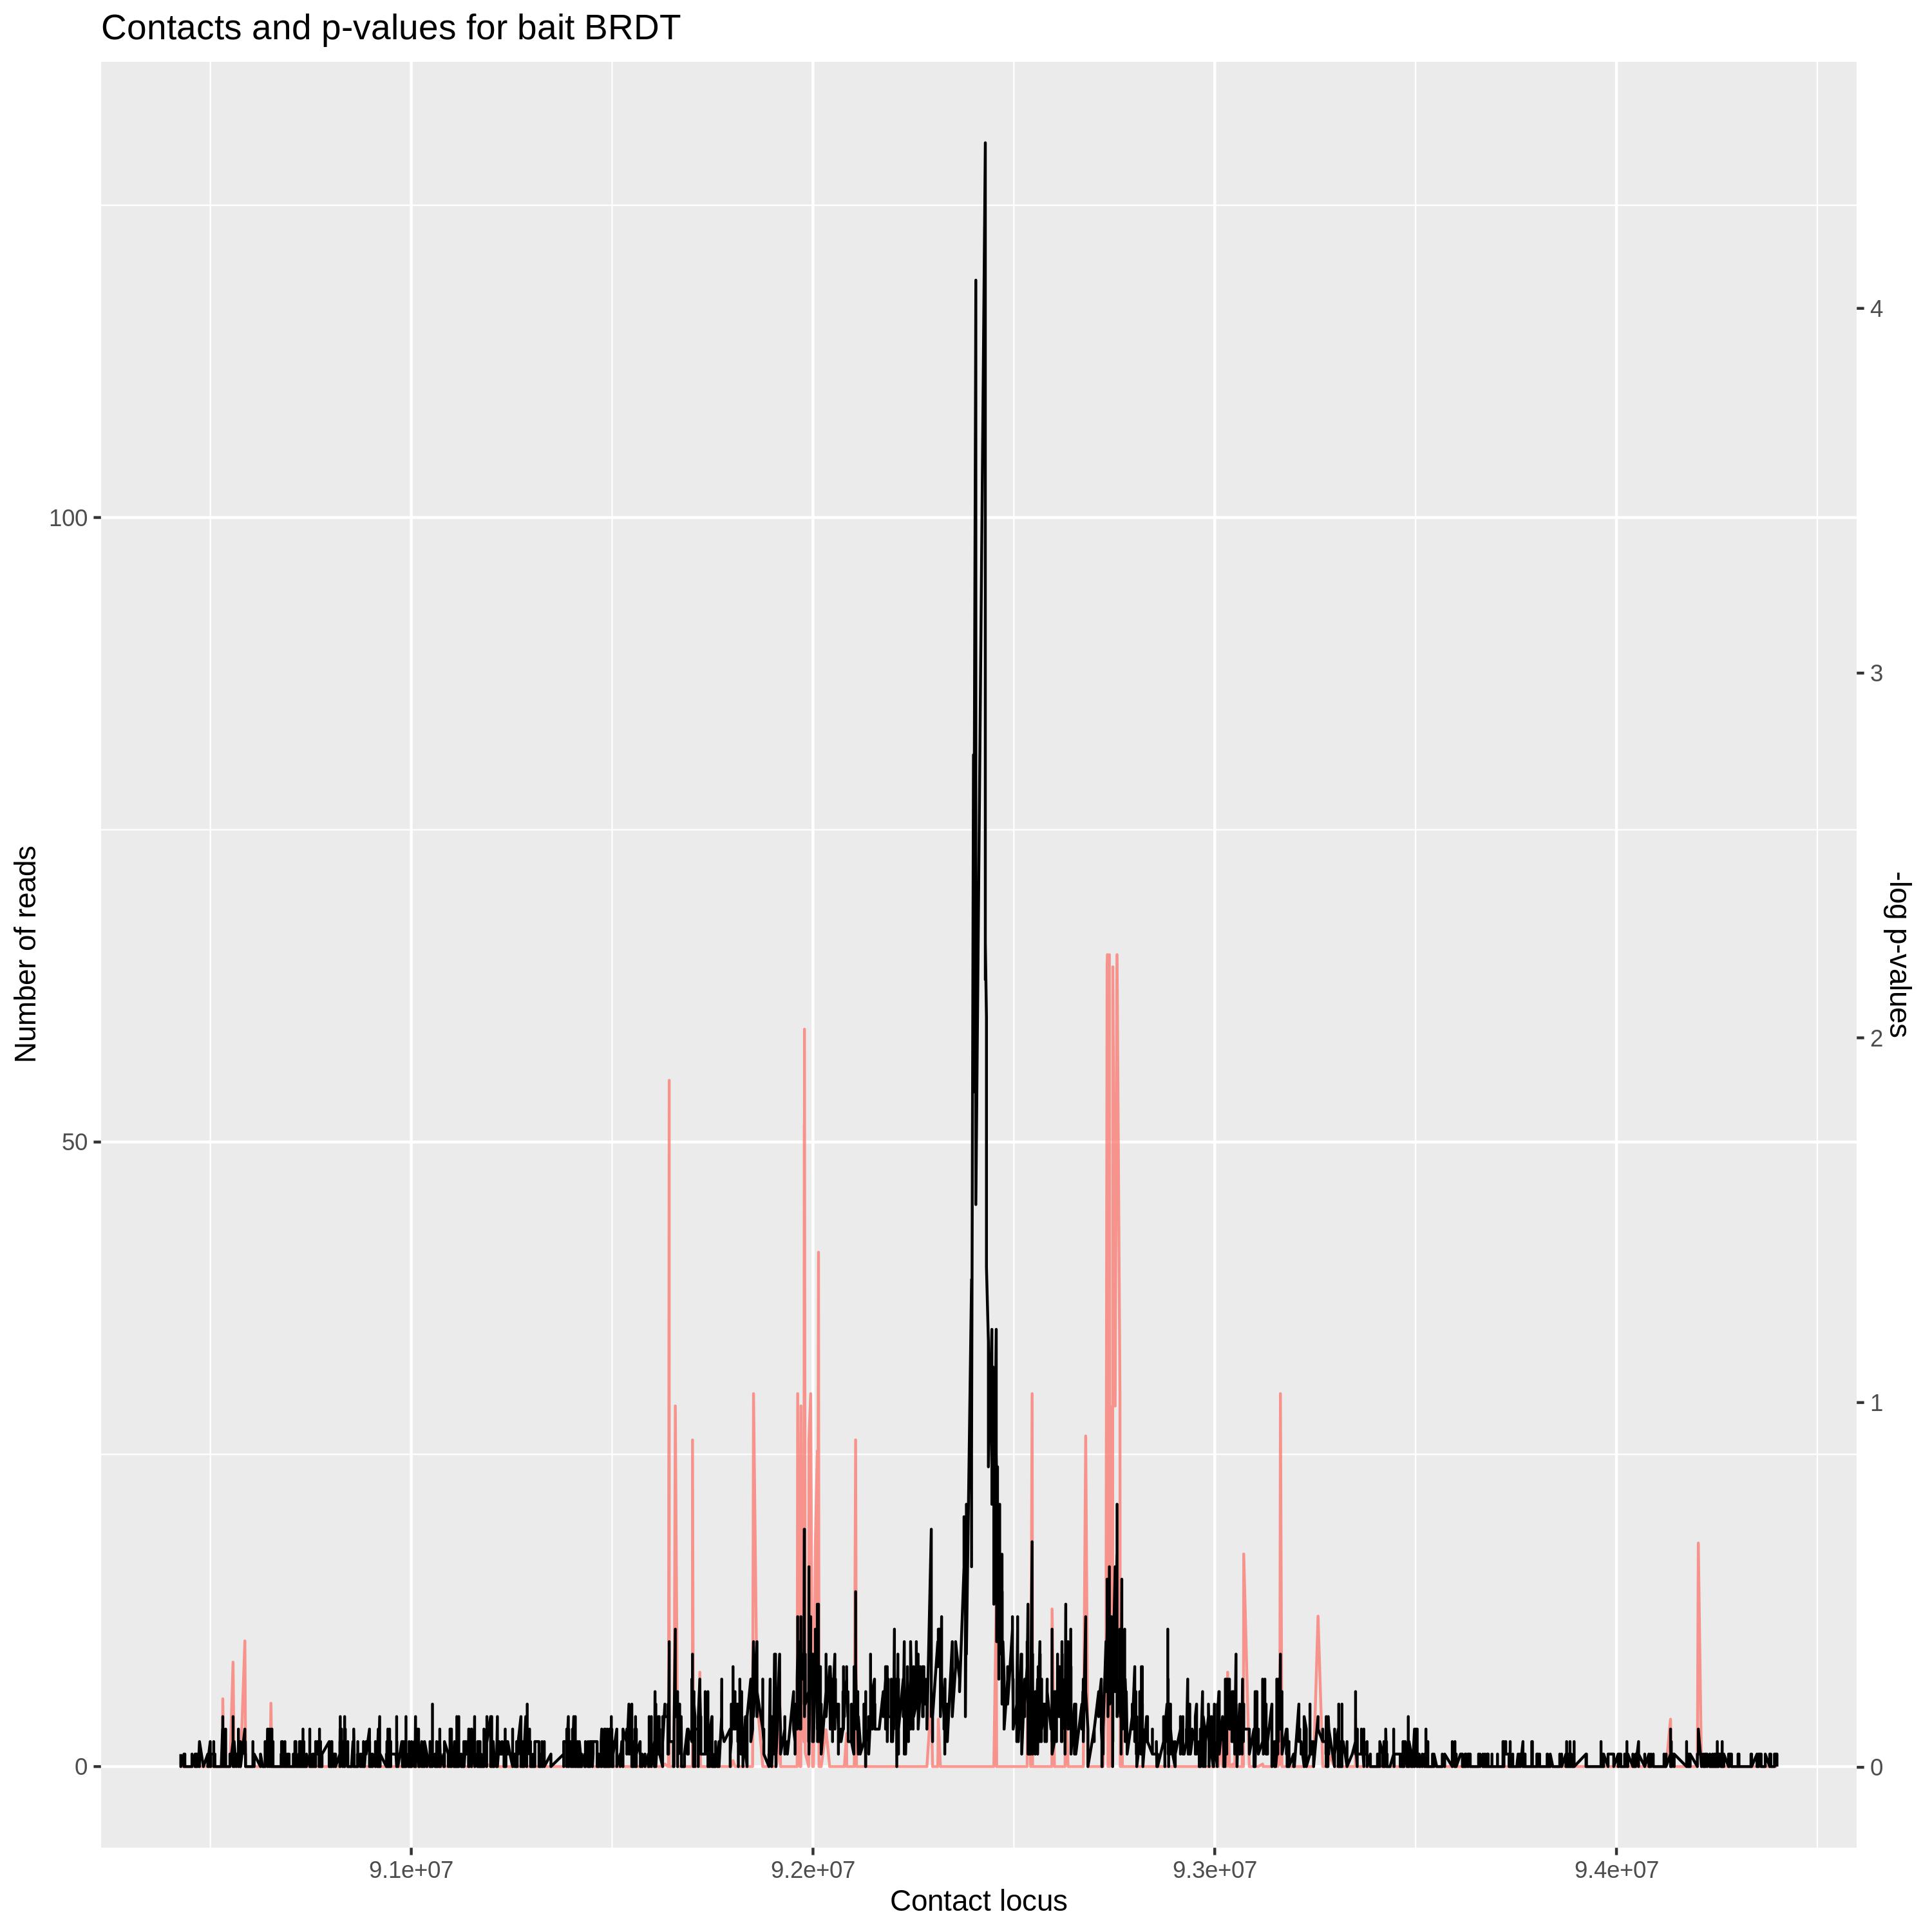 Contacts and p-values for bait BRDT
Number of reads
100
50
0
4
3
2
1
0
-log p-values
9.1e+07
9.2e+07
9.3e+07
9.4e+07
Contact locus